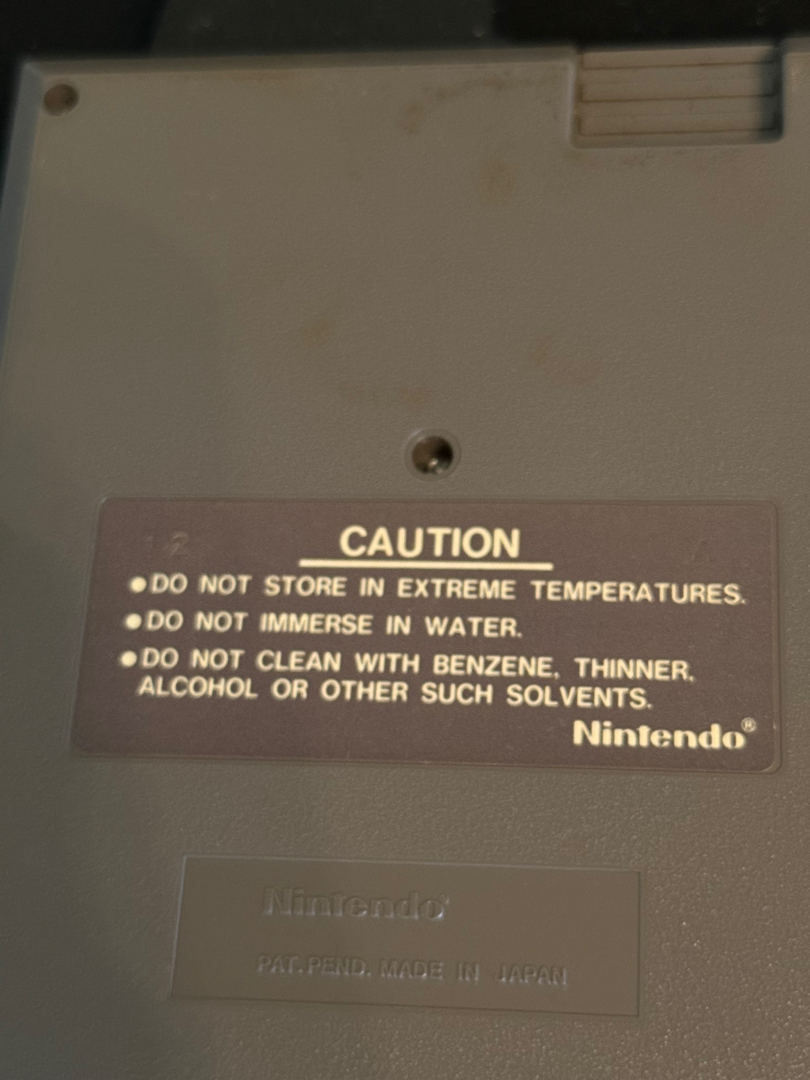 CAUTION
●DO NOT STORE IN EXTREME TEMPERATURES.
●DO NOT IMMERSE IN WATER.
●DO NOT CLEAN WITH BENZENE, THINNER,
ALCOHOL OR OTHER SUCH SOLVENTS.
Nintendo®
Nintendo®
PAT. PEND. MADE IN JAPAN